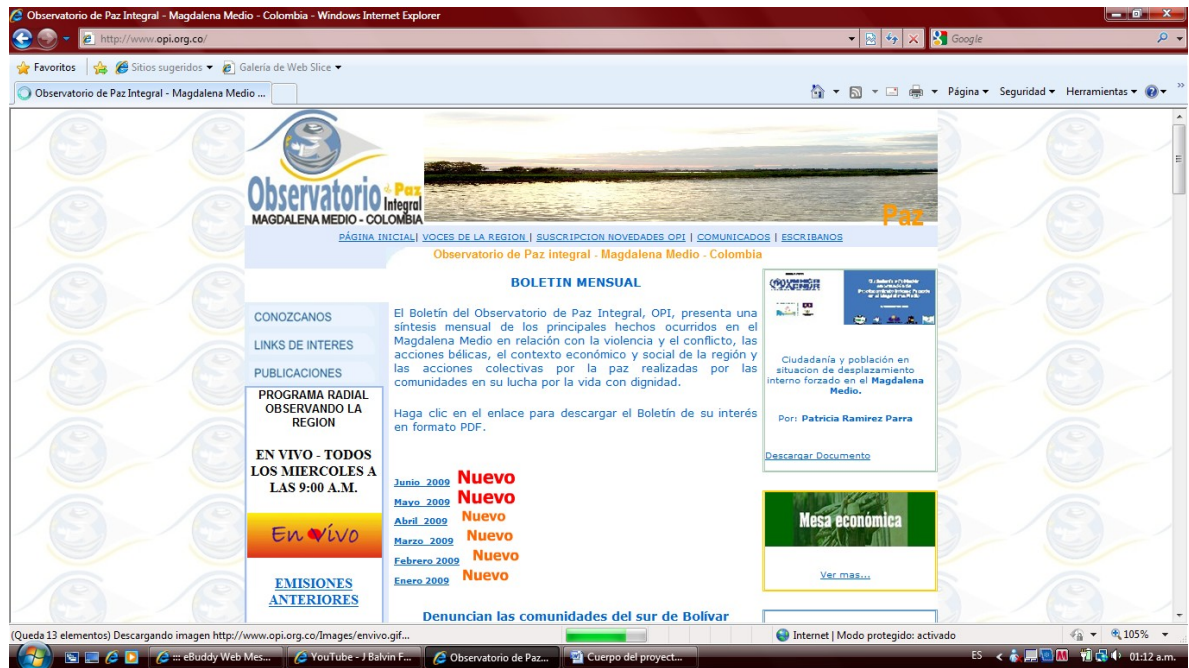 Observatorio de Paz Integral - Magdalena Medio - Colombia - Windows Internet Explorer
http://www.opi.org.co/
Google
Favoritos
Sitios sugeridos
Galería de Web Slice
Observatorio de Paz Integral - Magdalena Medio ...
Página
Seguridad
Herramientas
Observatorio de Paz
Integral
MAGDALENA MEDIO - COLOMBIA
Paz
PÁGINA INICIAL| VOCES DE LA REGION | SUSCRIPCION NOVEDADES OPI | COMUNICADOS | ESCRIBANOS
Observatorio de Paz integral - Magdalena Medio - Colombia
CONOZCANOS
LINKS DE INTERES
PUBLICACIONES
PROGRAMA RADIAL
OBSERVANDO LA
REGION
EN VIVO - TODOS
LOS MIERCOLES A
LAS 9:00 A.M.
En vivo
EMISIONES
ANTERIORES
BOLETIN MENSUAL
El Boletín del Observatorio de Paz Integral, OPI, presenta una
síntesis mensual de los principales hechos ocurridos en el
Magdalena Medio en relación con la violencia y el conflicto, las
acciones bélicas, el contexto económico y social de la región y
las acciones colectivas por la paz realizadas por las
comunidades en su lucha por la vida con dignidad.
Haga clic en el enlace para descargar el Boletín de su interés
en formato PDF.
Junio 2009 Nuevo
Mayo 2009 Nuevo
Abril 2009 Nuevo
Marzo 2009 Nuevo
Febrero 2009 Nuevo
Enero 2009 Nuevo
Denuncian las comunidades del sur de Bolívar
Ciudadanía y población en
situacion de desplazamiento
interno forzado en el Magdalena
Medio.
Por: Patricia Ramirez Parra
Descargar Documento
Mesa económica
Ver mas...
(Queda 13 elementos) Descargando imagen http://www.opi.org.co/Images/envivo.gif...
Internet | Modo protegido: activado
105%
::: eBuddy Web Mes...
YouTube - J Balvin F...
Observatorio de Paz...
Cuerpo del proyect...
ES
01:12 a.m.